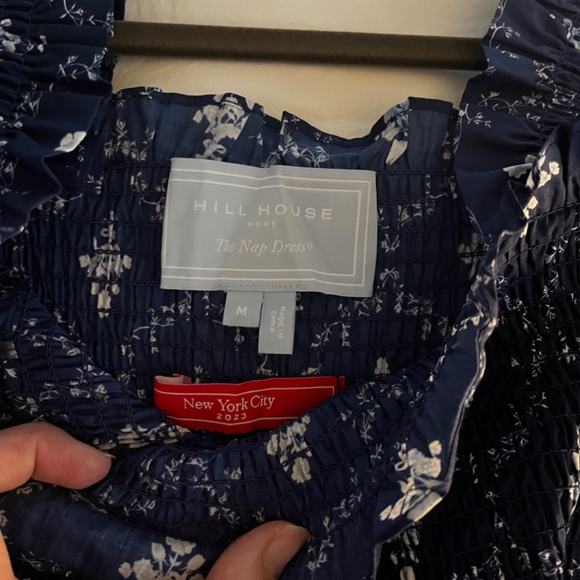 HILL HOUSE
HOME
The Nap Dress®
M
MADE IN
CHINA
New York City
2023